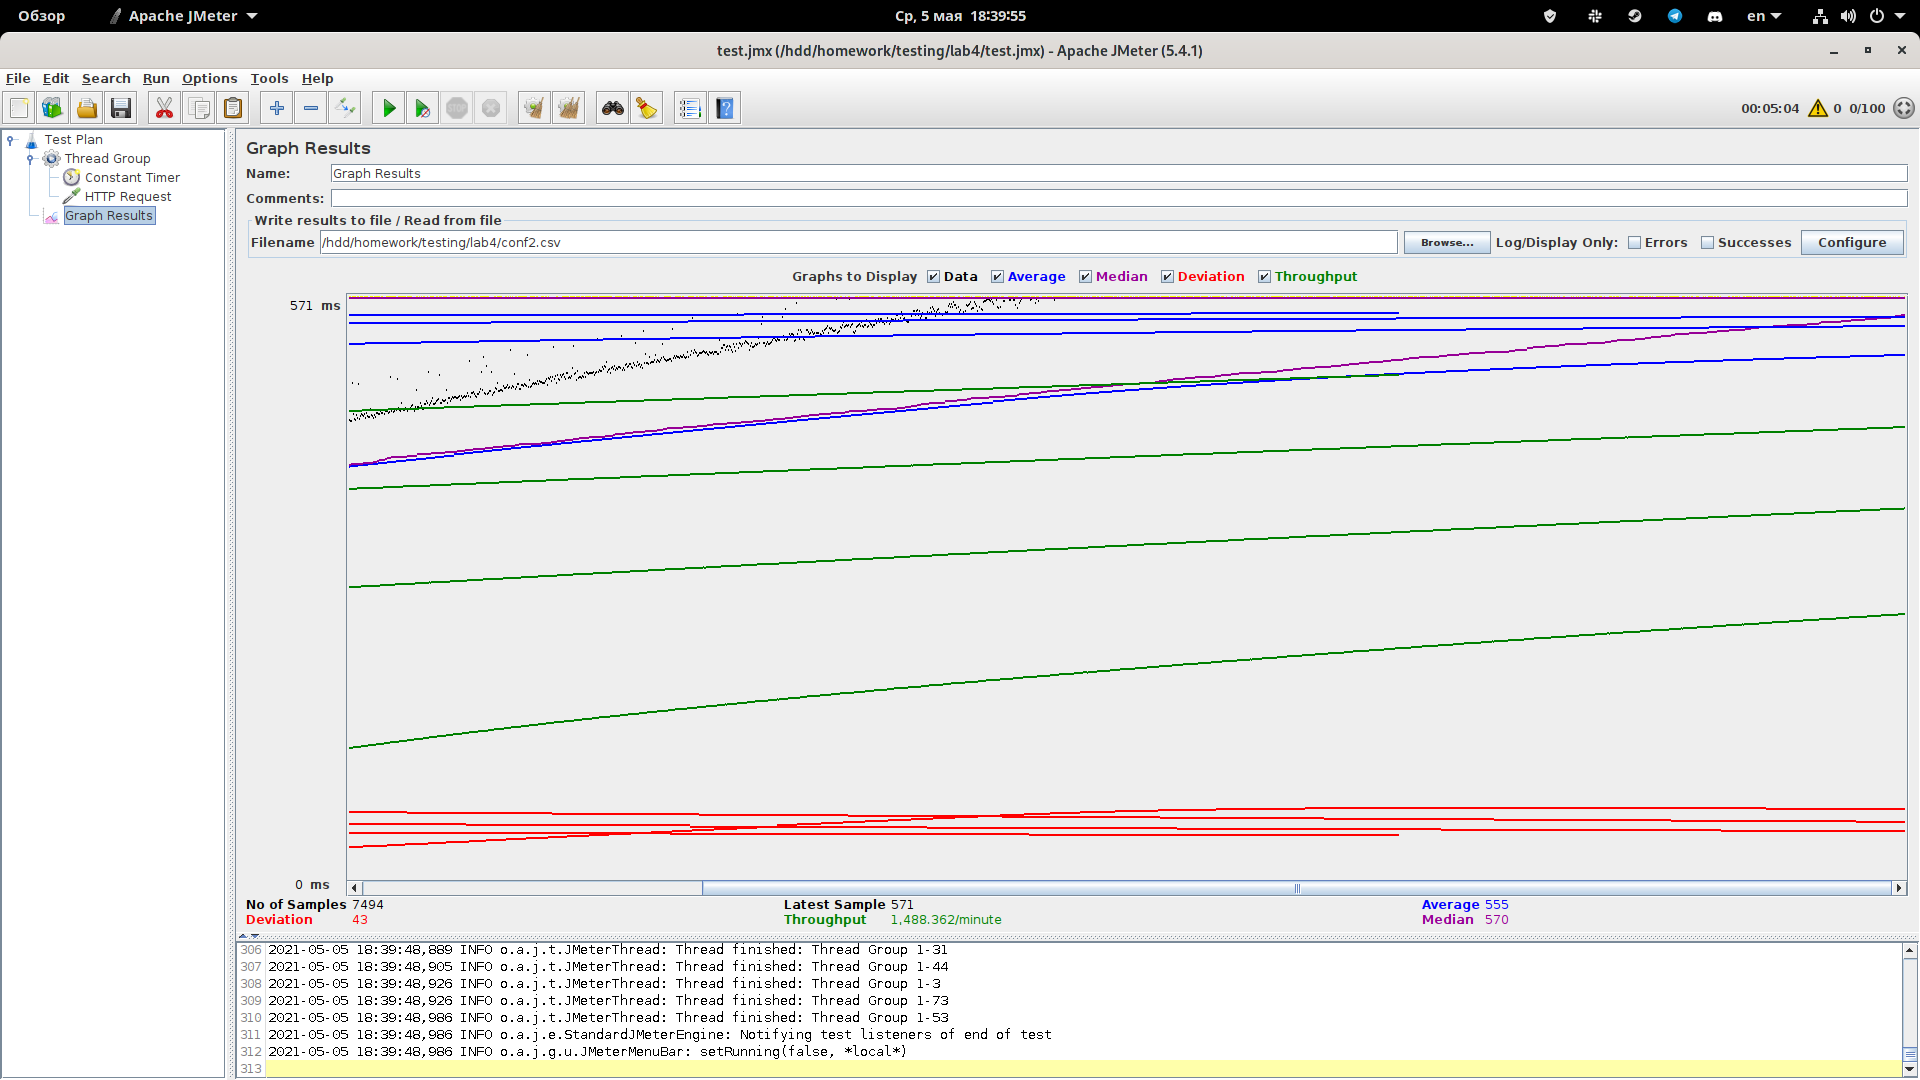 Обзор Apache JMeter Ср, 5 мая 18:39:55 en
test.jmx (/hdd/homework/testing/lab4/test.jmx) - Apache JMeter (5.4.1)
File Edit Search Run Options Tools Help
00:05:04 0 0/100
Test Plan
Thread Group
Constant Timer
HTTP Request
Graph Results
Graph Results
Name: Graph Results
Comments:
Write results to file / Read from file
Filename /hdd/homework/testing/lab4/conf2.csv Browse... Log/Display Only: Errors Successes Configure
Graphs to Display Data Average Median Deviation Throughput
571 ms
0 ms
No of Samples 7494 Latest Sample 571 Average 555
Deviation 43 Throughput 1,488.362/minute Median 570
306 2021-05-05 18:39:48,889 INFO o.a.j.t.JMeterThread: Thread finished: Thread Group 1-31
307 2021-05-05 18:39:48,905 INFO o.a.j.t.JMeterThread: Thread finished: Thread Group 1-44
308 2021-05-05 18:39:48,926 INFO o.a.j.t.JMeterThread: Thread finished: Thread Group 1-3
309 2021-05-05 18:39:48,926 INFO o.a.j.t.JMeterThread: Thread finished: Thread Group 1-73
310 2021-05-05 18:39:48,986 INFO o.a.j.t.JMeterThread: Thread finished: Thread Group 1-53
311 2021-05-05 18:39:48,986 INFO o.a.j.e.StandardJMeterEngine: Notifying test listeners of end of test
312 2021-05-05 18:39:48,986 INFO o.a.j.g.u.JMeterMenuBar: setRunning(false, *local*)
313